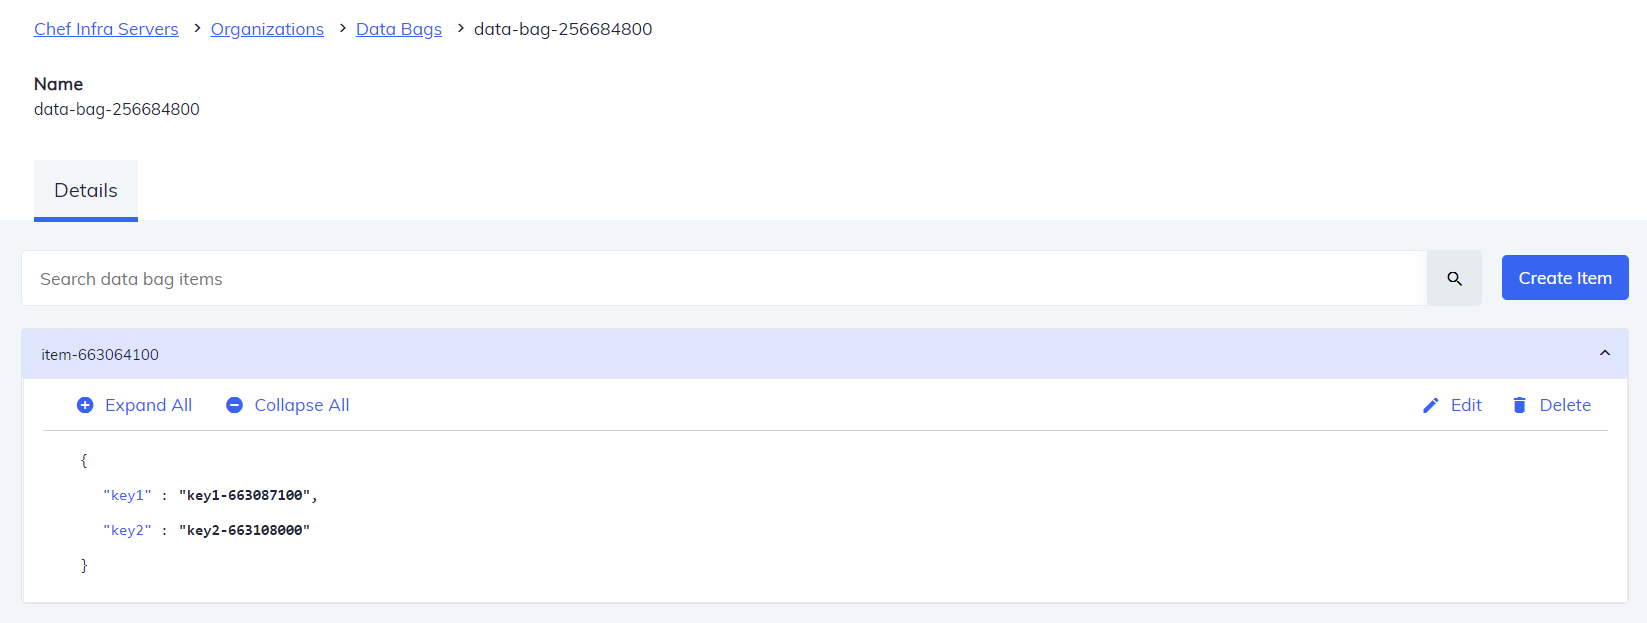 Chef Infra Servers > Organizations > Data Bags > data-bag-256684800
Name
data-bag-256684800
Details
Search data bag items
Create Item
item-663064100
Expand All Collapse All Edit Delete
{
"key1" : "key1-663087100",
"key2" : "key2-663108000"
}